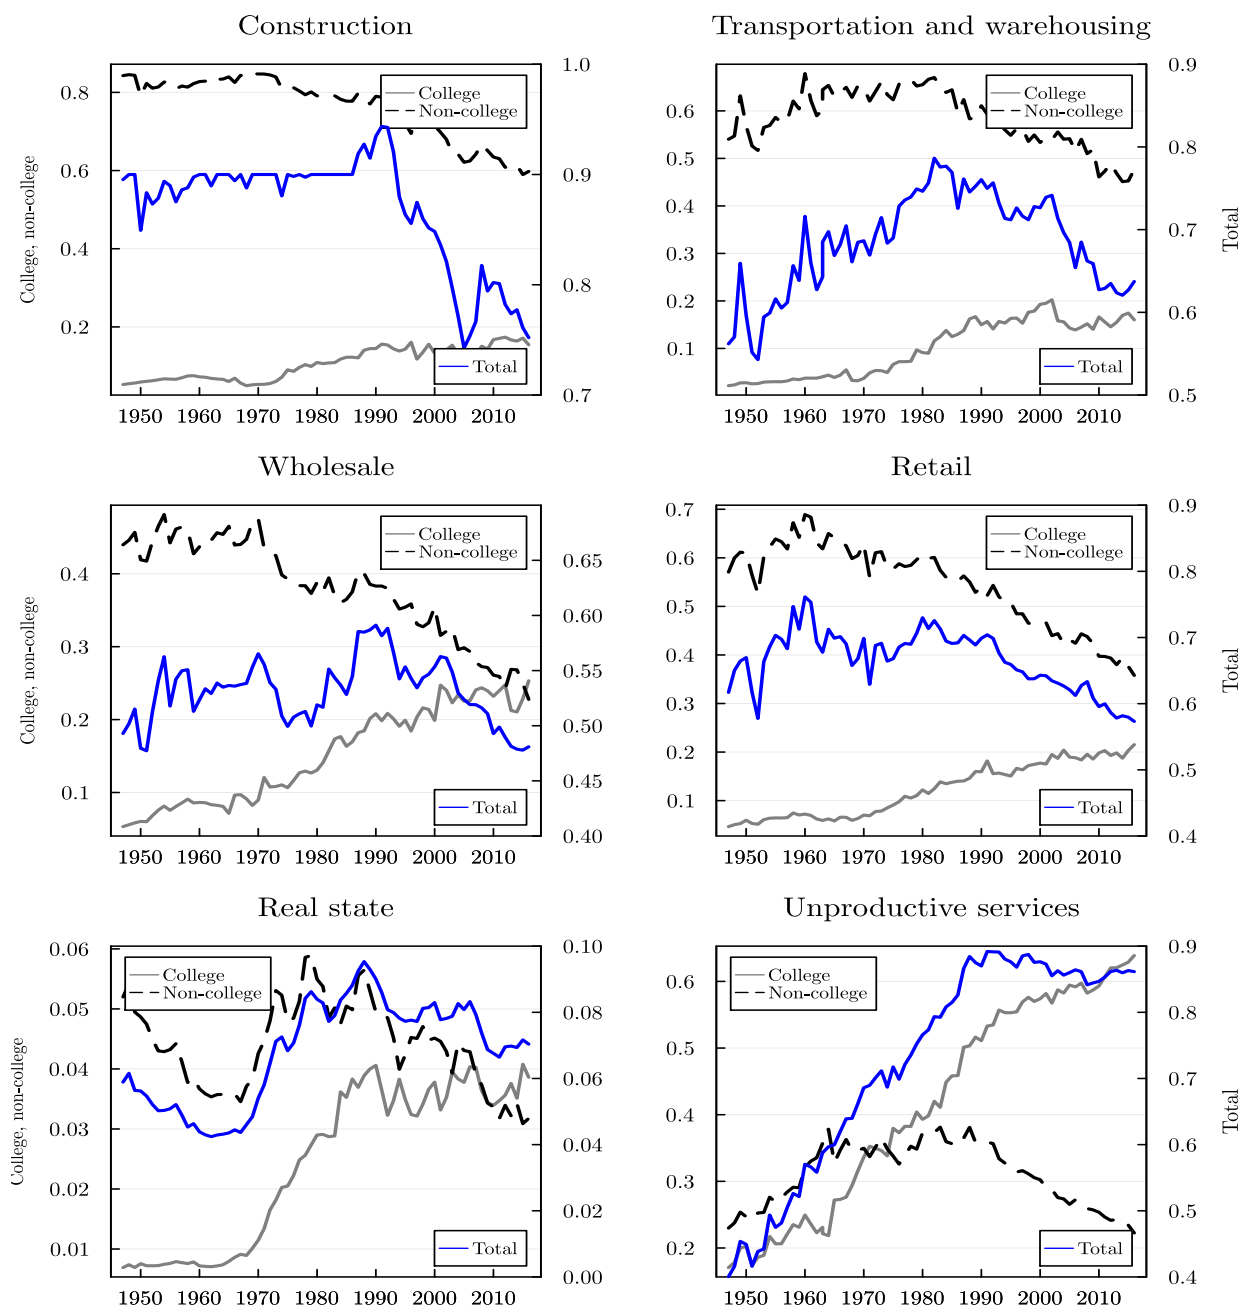 Construction
Transportation and warehousing
College, non-college
0.8
0.6
0.4
0.2
1.0
0.9
0.8
0.7
College
Non-college
Total
1950 1960 1970 1980 1990 2000 2010
0.6
0.5
0.4
0.3
0.2
0.1
0.9
0.8
0.7
0.6
0.5
Total
College
Non-college
Total
1950 1960 1970 1980 1990 2000 2010
Wholesale
Retail
College, non-college
0.4
0.3
0.2
0.1
0.65
0.60
0.55
0.50
0.45
0.40
College
Non-college
Total
1950 1960 1970 1980 1990 2000 2010
0.7
0.6
0.5
0.4
0.3
0.2
0.1
0.9
0.8
0.7
0.6
0.5
0.4
Total
College
Non-college
Total
1950 1960 1970 1980 1990 2000 2010
Real state
Unproductive services
College, non-college
0.06
0.05
0.04
0.03
0.02
0.01
0.10
0.08
0.06
0.04
0.02
0.00
College
Non-college
Total
1950 1960 1970 1980 1990 2000 2010
0.6
0.5
0.4
0.3
0.2
0.9
0.8
0.7
0.6
0.5
0.4
Total
College
Non-college
Total
1950 1960 1970 1980 1990 2000 2010